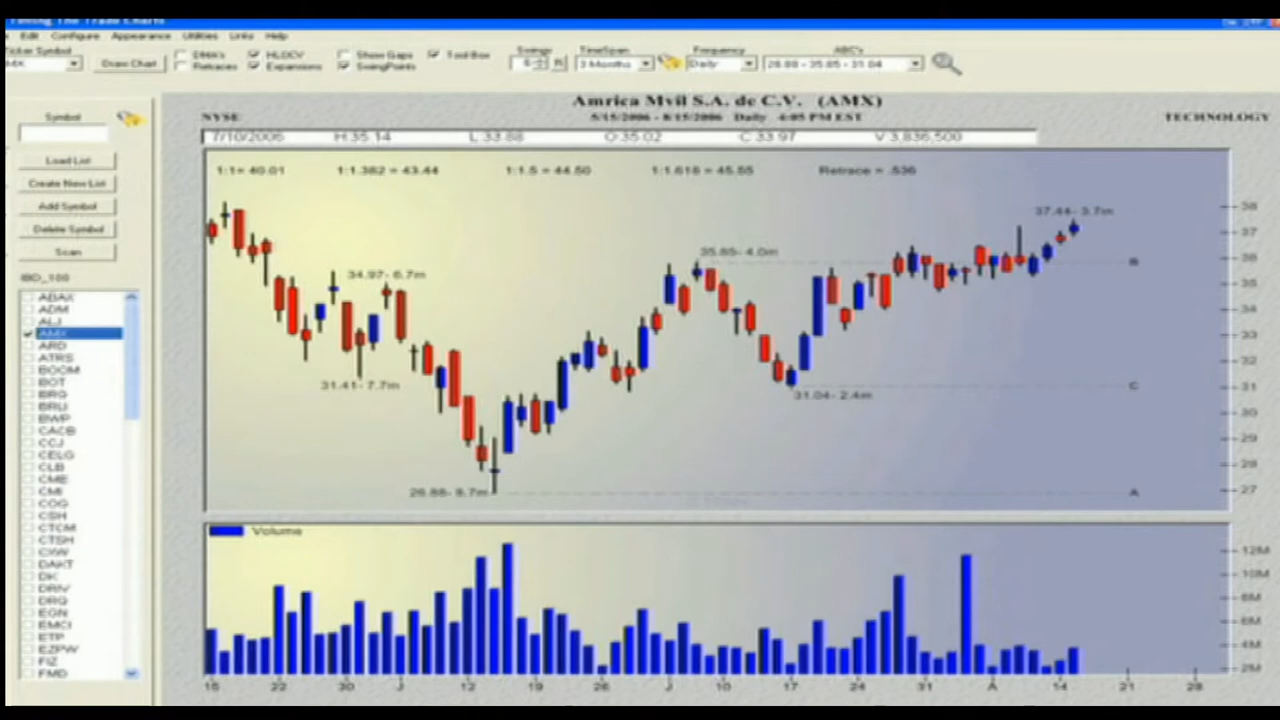 Timing The Trade Charts
Edit Configure Appearance Utilities Links Help
Ticker Symbol
Draw Chart
DMA's
Retraces
HLOCV
Expansions
Show Gaps
SwingPoints
Tool Box
Swings
TimeSpan
3 Months
Frequency
Daily
ABC's
26.88 - 35.85 - 31.04
Amrica Mvil S.A. de C.V. (AMX)
NYSE
5/15/2006 - 8/15/2006 Daily 4:05 PM EST
TECHNOLOGY
7/10/2006 H:35.14 L:33.88 O:35.02 C:33.97 V:3,836,500
Symbol
Load List
Create New List
Add Symbol
Delete Symbol
Scan
IBD_100
ABAX
ADM
ALJ
AMX
ARD
ATRS
BOOM
BOT
BRG
BRLI
BWP
CACB
CCJ
CELG
CLB
CME
CMI
COG
CSH
CTCM
CTSH
CXW
DAKT
DK
DRIV
DRQ
EGN
EMCI
ETP
EZPW
FIZ
FMD
1:1= 40.01 1:1.382 = 43.44 1:1.5 = 44.50 1:1.618 = 45.55 Retrace = .536
37.44- 3.7m
35.85- 4.0m
34.97- 6.7m
31.41- 7.7m
31.04- 2.4m
26.88- 8.7m
B
C
A
38
37
36
35
34
33
32
31
30
29
28
27
Volume
12M
10M
8M
6M
4M
2M
15 22 30 J 12 19 26 J 10 17 24 31 A 14 21 28